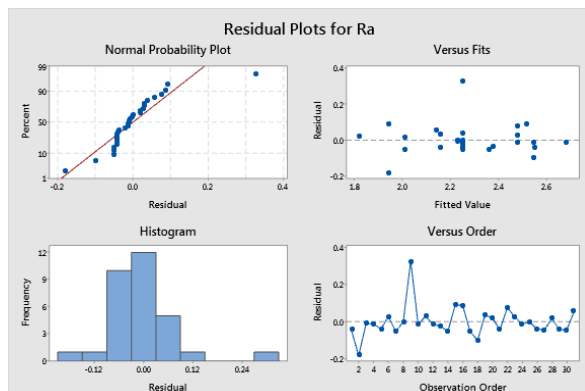 Residual Plots for Ra
Normal Probability Plot
99
90
50
10
1
Percent
-0.2
0.0
0.2
0.4
Residual
Versus Fits
0.4
0.2
0.0
-0.2
Residual
1.8
2.0
2.2
2.4
2.6
Fitted Value
Histogram
12
9
6
3
0
Frequency
-0.12
0.00
0.12
0.24
Residual
Versus Order
0.4
0.2
0.0
-0.2
Residual
2 4 6 8 10 12 14 16 18 20 22 24 26 28 30
Observation Order